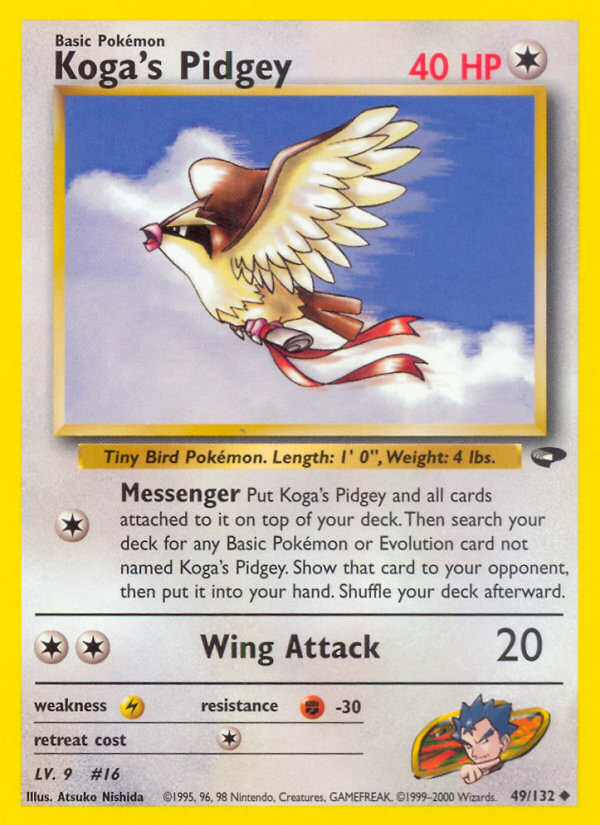 Basic Pokémon
Koga's Pidgey
40 HP
Tiny Bird Pokémon. Length: 1' 0", Weight: 4 lbs.
Messenger Put Koga's Pidgey and all cards
attached to it on top of your deck. Then search your
deck for any Basic Pokémon or Evolution card not
named Koga's Pidgey. Show that card to your opponent,
then put it into your hand. Shuffle your deck afterward.
Wing Attack 20
weakness resistance -30
retreat cost
LV. 9 #16
Illus. Atsuko Nishida ©1995, 96, 98 Nintendo, Creatures, GAMEFREAK. ©1999–2000 Wizards. 49/132